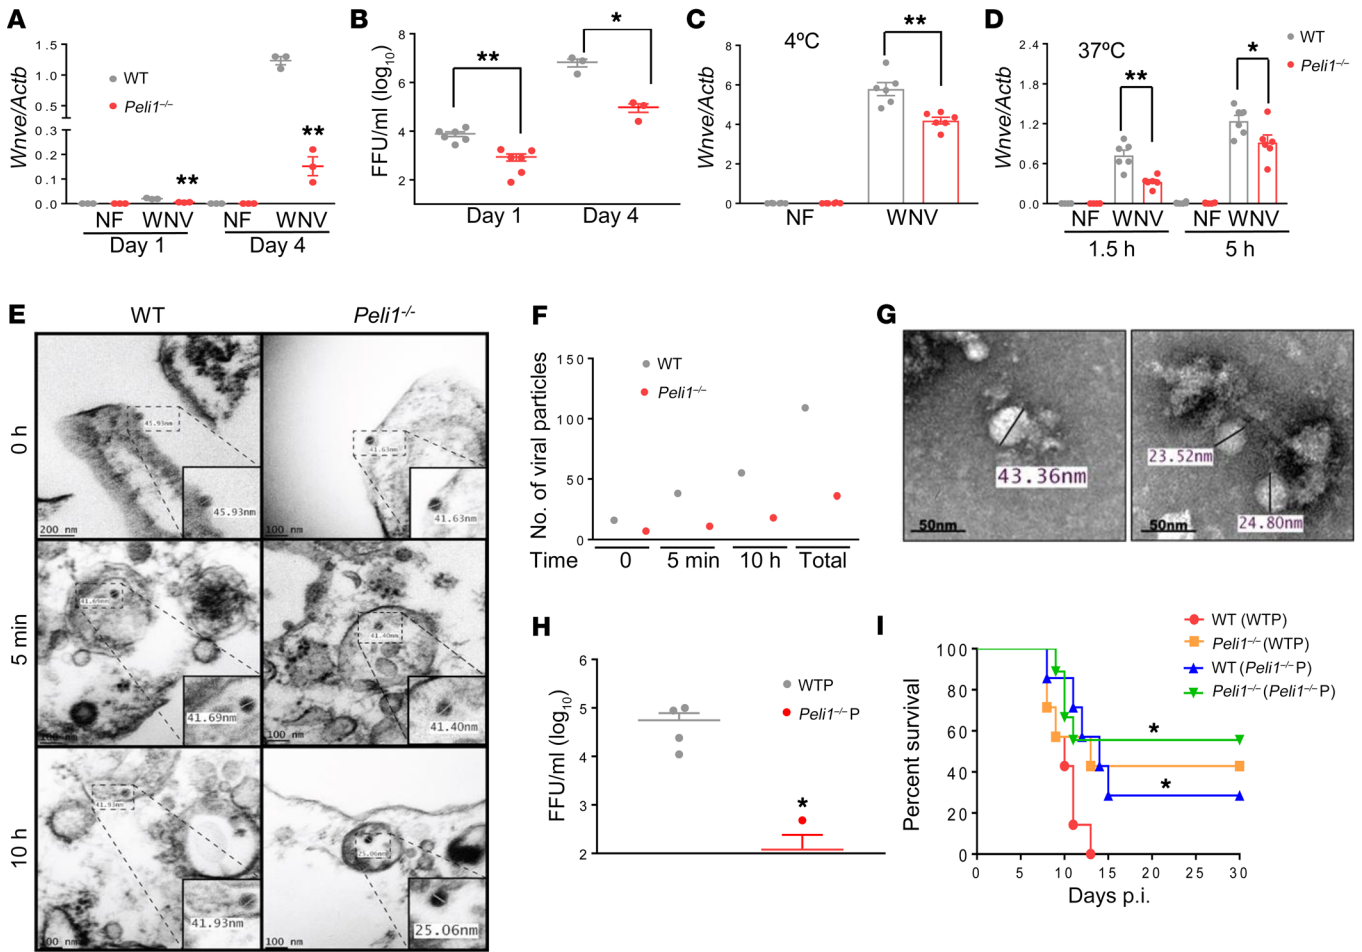 A
Wnve/Actb
1.5
1.0
0.5
0.3
0.2
0.1
0.0
WT
Peli1–/–
**
**
NF WNV NF WNV
Day 1 Day 4
B
FFU/ml (log10)
8
6
4
2
**
*
Day 1 Day 4
C
Wnve/Actb
8
6
4
2
0
4ºC
**
NF WNV
D
Wnve/Actb
2.4
1.8
1.2
0.6
0.0
37ºC
**
*
WT
Peli1–/–
NF WNV NF WNV
1.5 h 5 h
E
WT Peli1–/–
0 h
45.93nm
45.93nm
200 nm
41.63nm
41.63nm
100 nm
5 min
41.69nm
41.69nm
100 nm
41.40nm
41.40nm
100 nm
10 h
41.93nm
41.93nm
100 nm
25.06nm
25.06nm
100 nm
F
No. of viral particles
150
100
50
0
WT
Peli1–/–
Time 0 5 min 10 h Total
G
43.36nm
50nm
23.52nm
24.80nm
50nm
H
FFU/ml (log10)
6
5
4
3
2
WTP
Peli1–/–P
*
I
Percent survival
100
80
60
40
20
0
WT (WTP)
Peli1–/–(WTP)
WT (Peli1–/–P)
Peli1–/–(Peli1–/–P)
*
*
0 5 10 15 20 25 30
Days p.i.